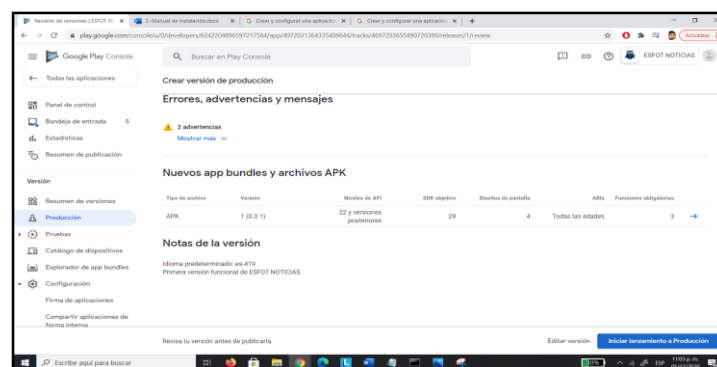 Revisión de versiones | ESFOT N
3.-Manual de Instalación.docx
Crear y configurar una aplicación
Crear y configurar una aplicación
play.google.com/console/u/0/developers/6242204896597217564/app/4972031364335408644/tracks/4697293655490720389/releases/1/review
Actualizar
Google Play Console
Buscar en Play Console
ESFOT NOTICIAS
Todas las aplicaciones
Crear versión de producción
Panel de control
Bandeja de entrada 6
Estadísticas
Resumen de publicación
Versión
Resumen de versiones
Producción
Pruebas
Catálogo de dispositivos
Explorador de app bundles
Configuración
Firma de aplicaciones
Compartir aplicaciones de
forma interna
Errores, advertencias y mensajes
2 advertencias
Mostrar más
Nuevos app bundles y archivos APK
Tipo de archivo Versión Niveles de API SDK objetivo Diseños de pantalla ABIs Funciones obligatorias
APK 1 (0.0.1) 22 y versiones posteriores 29 4 Todas las edades 3
Notas de la versión
Idioma predeterminado: es-419
Primera versión funcional de ESFOT NOTICIAS
Revisa tu versión antes de publicarla
Editar versión
Iniciar lanzamiento a Producción
Escribe aquí para buscar
ESP
11:03 p. m.